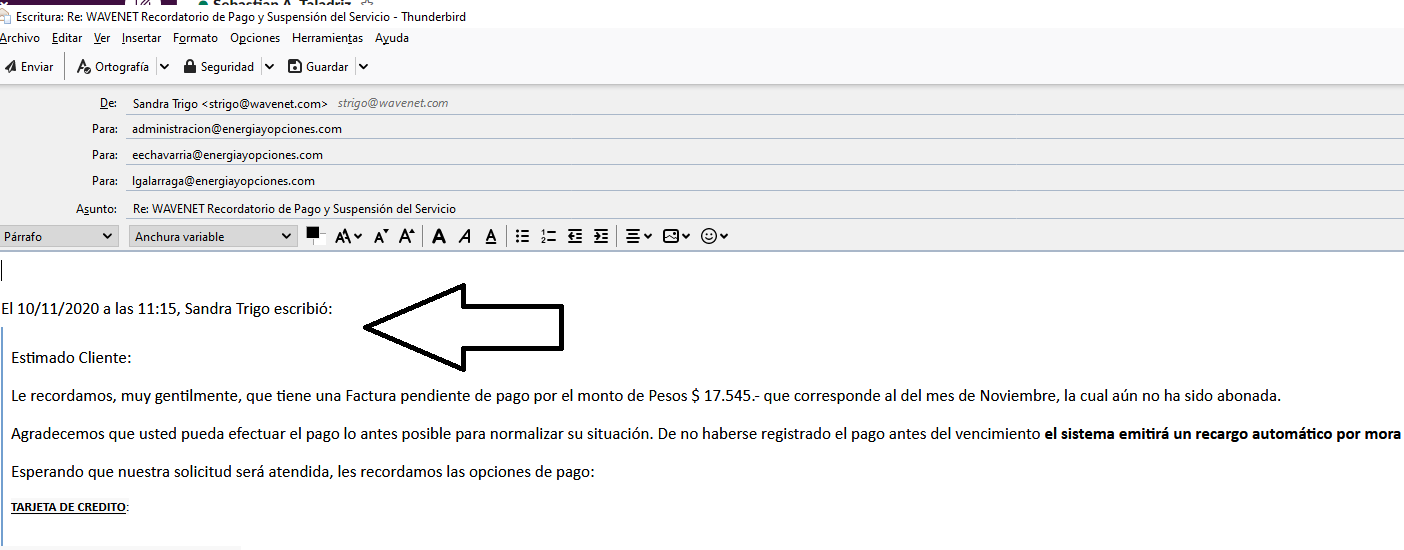 Sebastian A. Taladriz
Escritura: Re: WAVENET Recordatorio de Pago y Suspensión del Servicio - Thunderbird
Archivo Editar Ver Insertar Formato Opciones Herramientas Ayuda
Enviar Ortografía Seguridad Guardar
De: Sandra Trigo <strigo@wavenet.com> strigo@wavenet.com
Para: administracion@energiayopciones.com
Para: eechavarria@energiayopciones.com
Para: lgalarraga@energiayopciones.com
Asunto: Re: WAVENET Recordatorio de Pago y Suspensión del Servicio
Párrafo Anchura variable
El 10/11/2020 a las 11:15, Sandra Trigo escribió:
Estimado Cliente:
Le recordamos, muy gentilmente, que tiene una Factura pendiente de pago por el monto de Pesos $ 17.545.- que corresponde al del mes de Noviembre, la cual aún no ha sido abonada.
Agradecemos que usted pueda efectuar el pago lo antes posible para normalizar su situación. De no haberse registrado el pago antes del vencimiento el sistema emitirá un recargo automático por mora
Esperando que nuestra solicitud será atendida, les recordamos las opciones de pago:
TARJETA DE CREDITO: